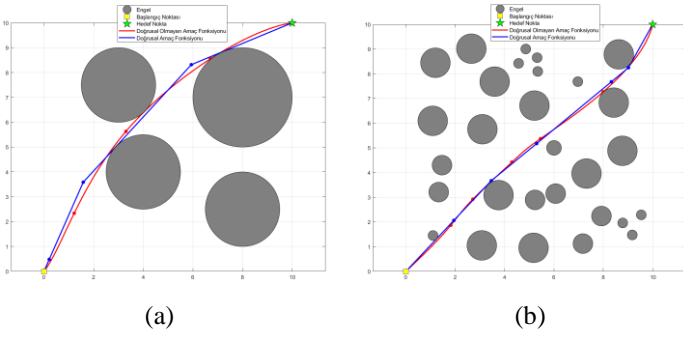 Engel
Başlangıç Noktası
Hedef Nokta
Doğrusal Olmayan Amaç Fonksiyonu
Doğrusal Amaç Fonksiyonu
10
9
8
7
6
5
4
3
2
1
0
0 2 4 6 8 10
(a)
Engel
Başlangıç Noktası
Hedef Nokta
Doğrusal Olmayan Amaç Fonksiyonu
Doğrusal Amaç Fonksiyonu
10
9
8
7
6
5
4
3
2
1
0
0 2 4 6 8 10
(b)